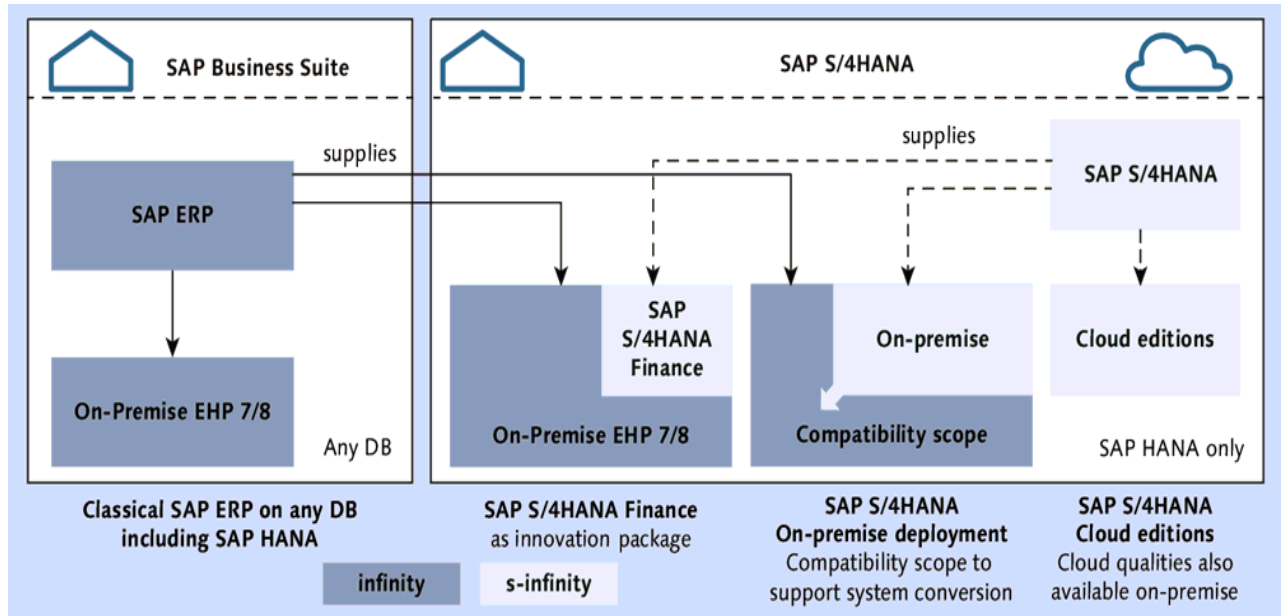 SAP Business Suite
SAP S/4HANA
supplies
supplies
SAP ERP
SAP S/4HANA
SAP
S/4HANA
Finance
On-premise
Cloud editions
On-Premise EHP 7/8
Any DB
On-Premise EHP 7/8
Compatibility scope
SAP HANA only
Classical SAP ERP on any DB
including SAP HANA
SAP S/4HANA Finance
as innovation package
SAP S/4HANA
On-premise deployment
Compatibility scope to
support system conversion
SAP S/4HANA
Cloud editions
Cloud qualities also
available on-premise
infinity
s-infinity